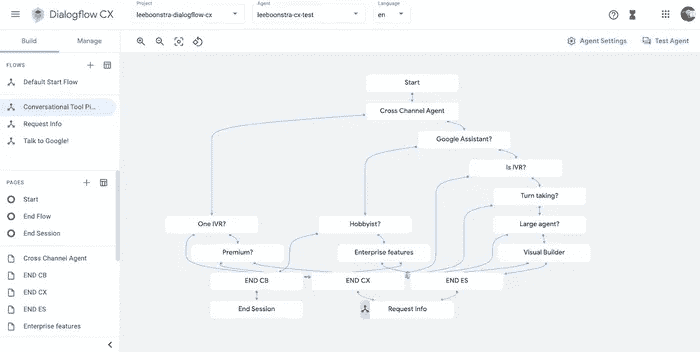 Dialogflow CX
Project
leeboonstra-dialogflow-cx
Agent
leeboonstra-cx-test
Language
en
Build
Manage
Agent Settings
Test Agent
FLOWS
Default Start Flow
Conversational Tool Pi...
Request Info
Talk to Google!
PAGES
Start
End Flow
End Session
Cross Channel Agent
END CB
END CX
END ES
Enterprise features
Start
Cross Channel Agent
Google Assistant?
Is IVR?
Turn taking?
One IVR?
Hobbyist?
Large agent?
Premium?
Enterprise features
Visual Builder
END CB
END CX
END ES
End Session
Request Info